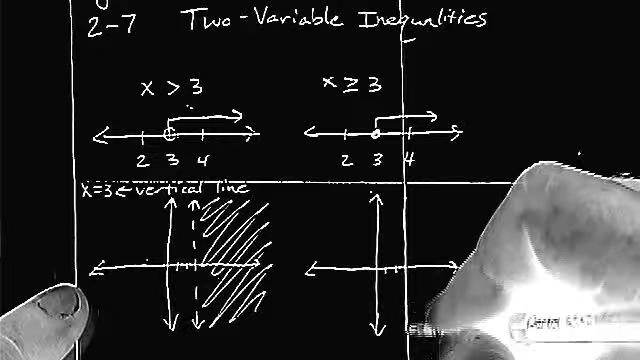 2-7 Two-Variable Inequalities
x > 3 x ≥ 3
2 3 4 2 3 4
x=3 ← vertical line